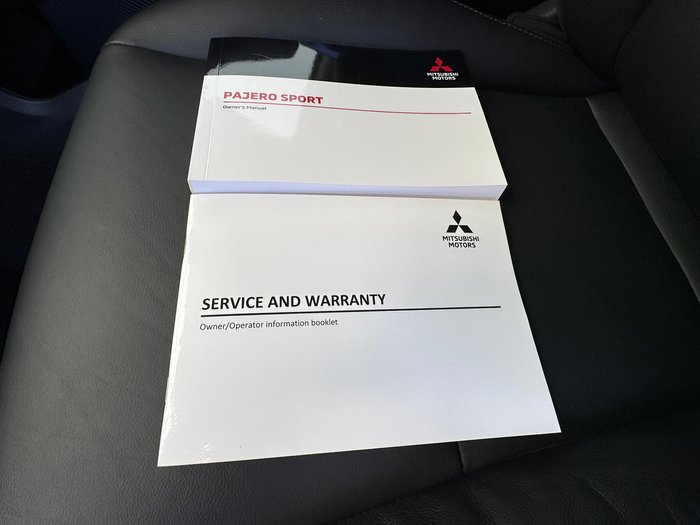 MITSUBISHI
MOTORS
PAJERO SPORT
Owner's Manual
MITSUBISHI
MOTORS
SERVICE AND WARRANTY
Owner/Operator information booklet